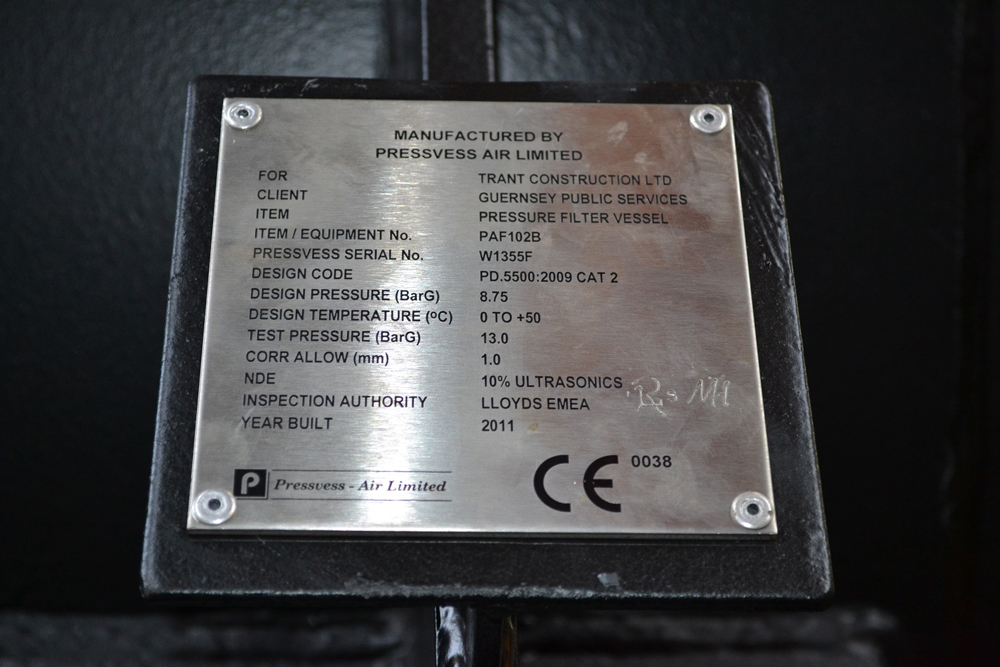 MANUFACTURED BY
PRESSVESS AIR LIMITED
FOR TRANT CONSTRUCTION LTD
CLIENT GUERNSEY PUBLIC SERVICES
ITEM PRESSURE FILTER VESSEL
ITEM / EQUIPMENT No. PAF102B
PRESSVESS SERIAL No. W1355F
DESIGN CODE PD.5500:2009 CAT 2
DESIGN PRESSURE (BarG) 8.75
DESIGN TEMPERATURE (ºC) 0 TO +50
TEST PRESSURE (BarG) 13.0
CORR ALLOW (mm) 1.0
NDE 10% ULTRASONICS
INSPECTION AUTHORITY LLOYDS EMEA
YEAR BUILT 2011
P Pressvess - Air Limited CE 0038